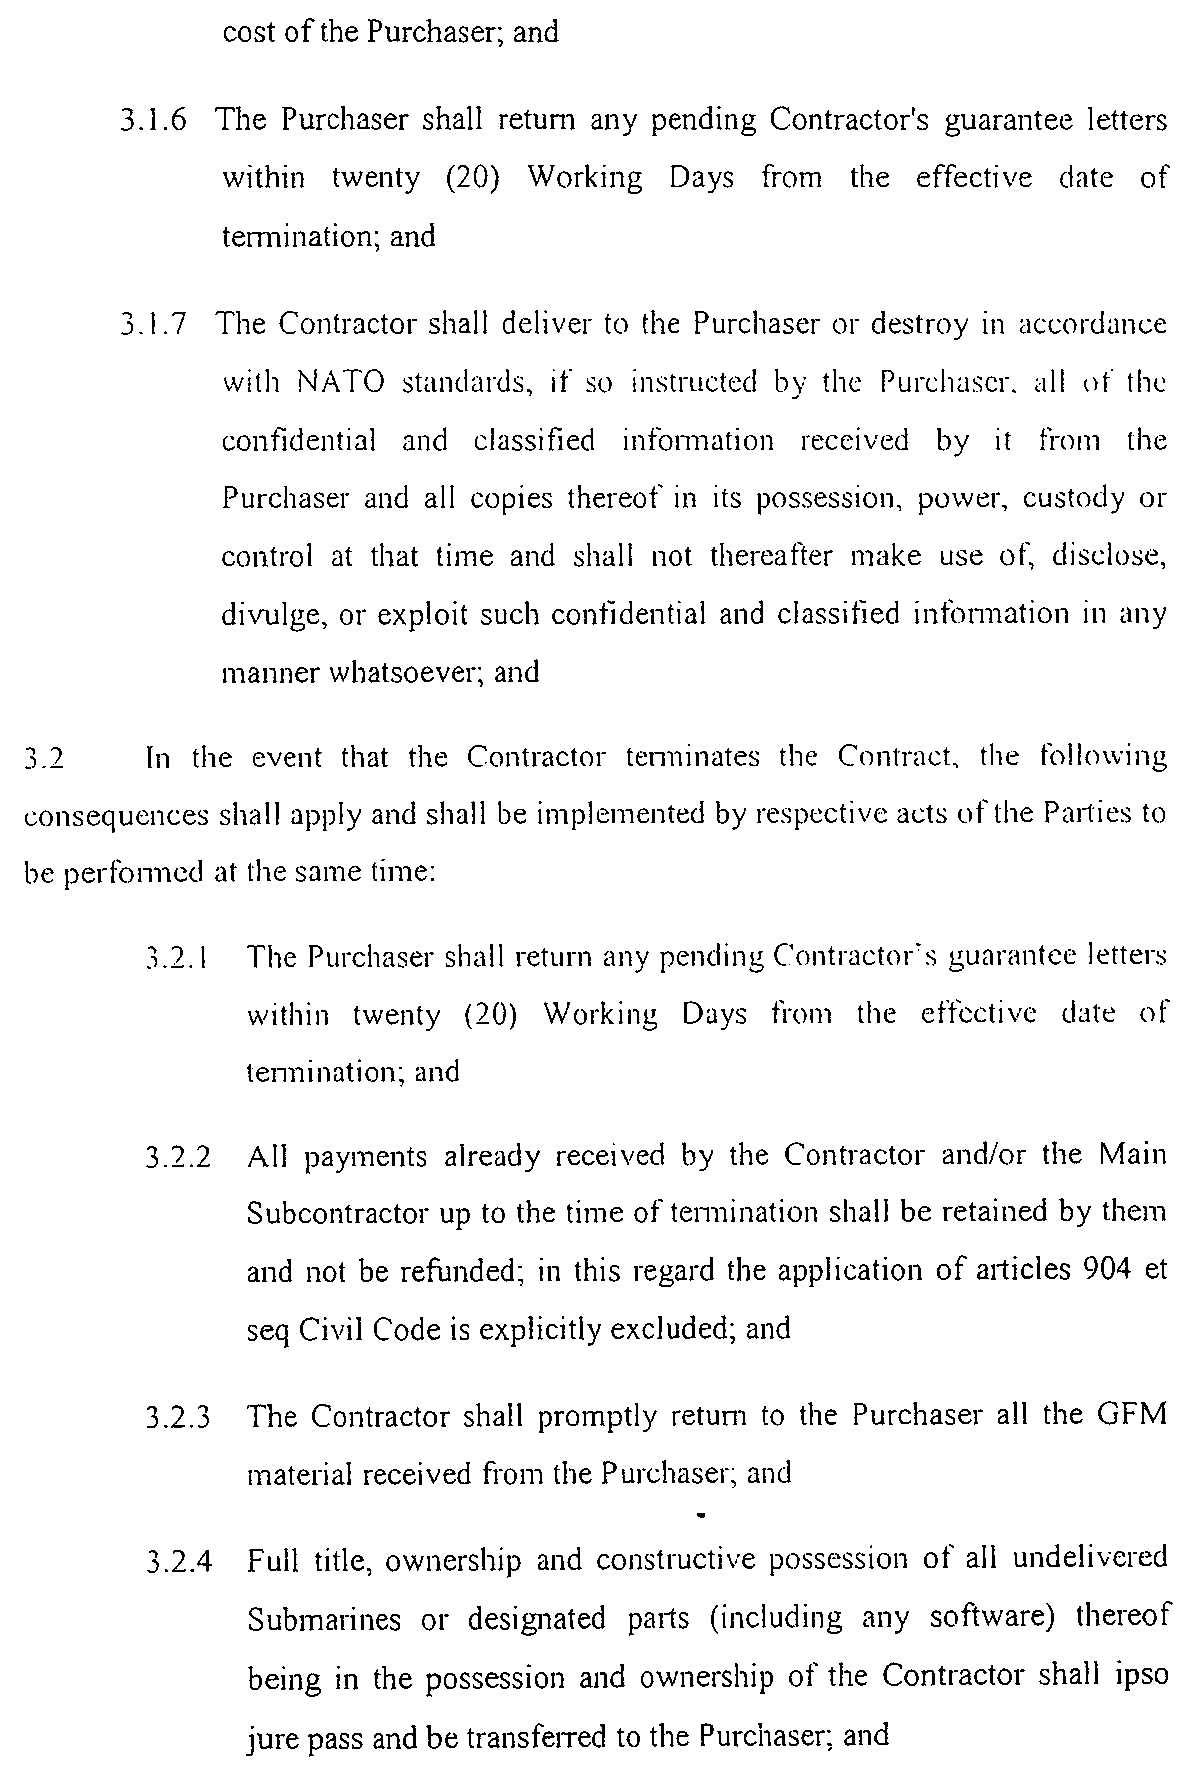 cost of the Purchaser; and
3.1.6 The Purchaser shall return any pending Contractor's guarantee letters
within twenty (20) Working Days from the effective date of
termination; and
3.1.7 The Contractor shall deliver to the Purchaser or destroy in accordance
with NATO standards, if so instructed by the Purchaser, all of the
confidential and classified information received by it from the
Purchaser and all copies thereof in its possession, power, custody or
control at that time and shall not thereafter make use of, disclose,
divulge, or exploit such confidential and classified information in any
manner whatsoever; and
3.2 In the event that the Contractor terminates the Contract, the following
consequences shall apply and shall be implemented by respective acts of the Parties to
be performed at the same time:
3.2.1 The Purchaser shall return any pending Contractor's guarantee letters
within twenty (20) Working Days from the effective date of
termination; and
3.2.2 All payments already received by the Contractor and/or the Main
Subcontractor up to the time of termination shall be retained by them
and not be refunded; in this regard the application of articles 904 et
seq Civil Code is explicitly excluded; and
3.2.3 The Contractor shall promptly return to the Purchaser all the GFM
material received from the Purchaser; and
3.2.4 Full title, ownership and constructive possession of all undelivered
Submarines or designated parts (including any software) thereof
being in the possession and ownership of the Contractor shall ipso
jure pass and be transferred to the Purchaser; and